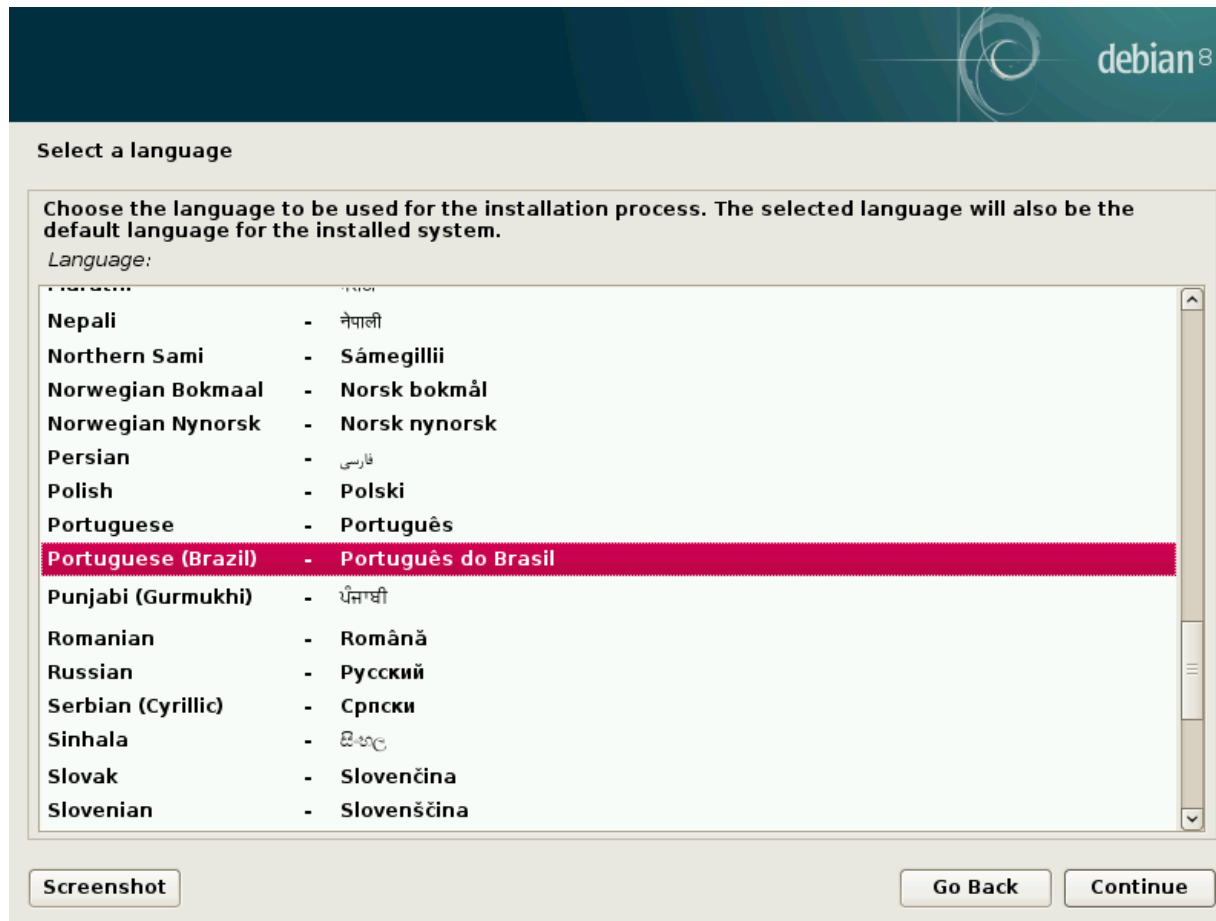 debian 8
Select a language
Choose the language to be used for the installation process. The selected language will also be the
default language for the installed system.
Language:
Nepali - नेपाली
Northern Sami - Sámegillii
Norwegian Bokmaal - Norsk bokmål
Norwegian Nynorsk - Norsk nynorsk
Persian - فارسی
Polish - Polski
Portuguese - Português
Portuguese (Brazil) - Português do Brasil
Punjabi (Gurmukhi) - ਪੰਜਾਬੀ
Romanian - Română
Russian - Русский
Serbian (Cyrillic) - Српски
Sinhala - සිංහල
Slovak - Slovenčina
Slovenian - Slovenščina
Screenshot Go Back Continue